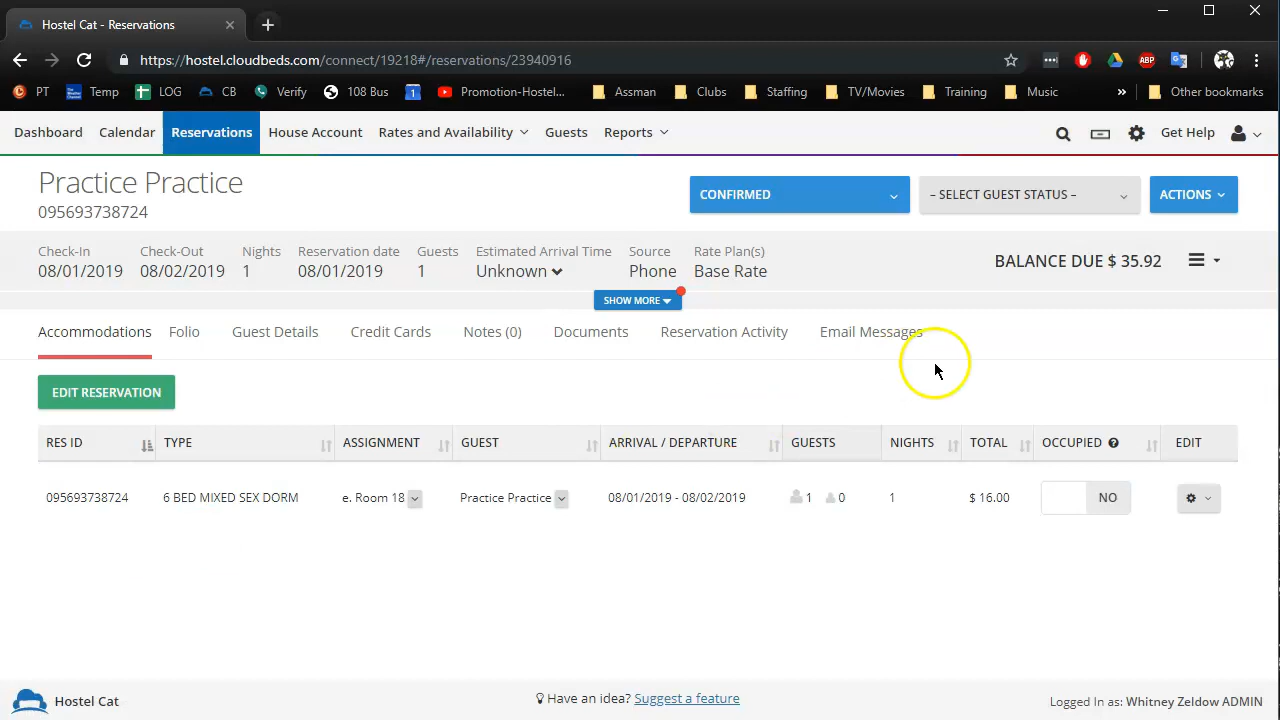 Hostel Cat - Reservations
https://hostel.cloudbeds.com/connect/19218#/reservations/23940916
PT Temp LOG CB Verify 108 Bus 1 Promotion-Hostel... Assman Clubs Staffing TV/Movies Training Music » Other bookmarks
Dashboard Calendar Reservations House Account Rates and Availability Guests Reports Get Help
Practice Practice
095693738724
CONFIRMED – SELECT GUEST STATUS – ACTIONS
Check-In Check-Out Nights Reservation date Guests Estimated Arrival Time Source Rate Plan(s)
08/01/2019 08/02/2019 1 08/01/2019 1 Unknown Phone Base Rate
BALANCE DUE $ 35.92
SHOW MORE
Accommodations Folio Guest Details Credit Cards Notes (0) Documents Reservation Activity Email Messages
EDIT RESERVATION
RES ID TYPE ASSIGNMENT GUEST ARRIVAL / DEPARTURE GUESTS NIGHTS TOTAL OCCUPIED ? EDIT
095693738724 6 BED MIXED SEX DORM e. Room 18 Practice Practice 08/01/2019 - 08/02/2019 1 0 1 $ 16.00 NO
Hostel Cat Have an idea? Suggest a feature Logged In as: Whitney Zeldow ADMIN